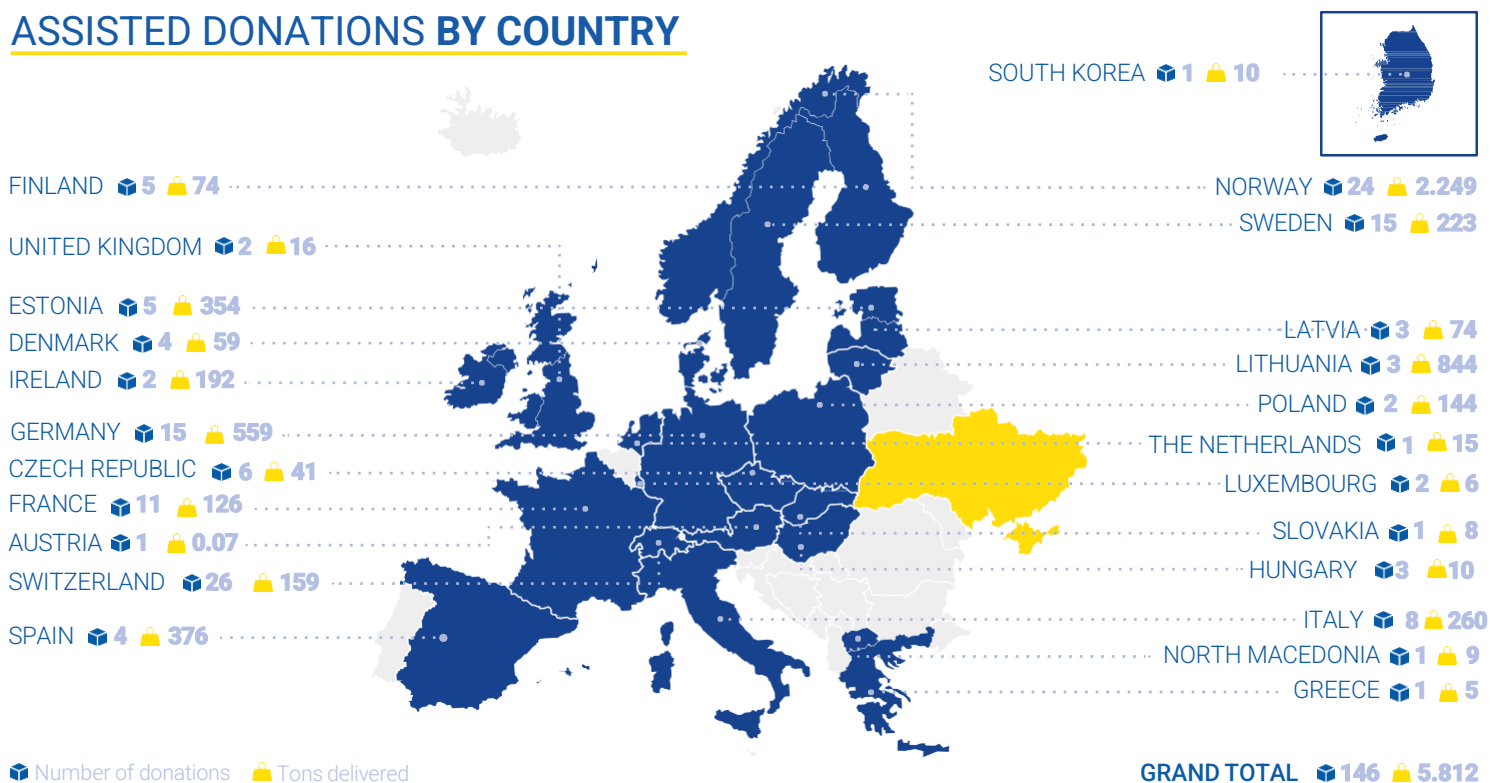 ASSISTED DONATIONS BY COUNTRY
SOUTH KOREA 1 10
FINLAND 5 74
UNITED KINGDOM 2 16
ESTONIA 5 354
DENMARK 4 59
IRELAND 2 192
GERMANY 15 559
CZECH REPUBLIC 6 41
FRANCE 11 126
AUSTRIA 1 0.07
SWITZERLAND 26 159
SPAIN 4 376
NORWAY 24 2.249
SWEDEN 15 223
LATVIA 3 74
LITHUANIA 3 844
POLAND 2 144
THE NETHERLANDS 1 15
LUXEMBOURG 2 6
SLOVAKIA 1 8
HUNGARY 3 10
ITALY 8 260
NORTH MACEDONIA 1 9
GREECE 1 5
Number of donations Tons delivered
GRAND TOTAL 146 5.812